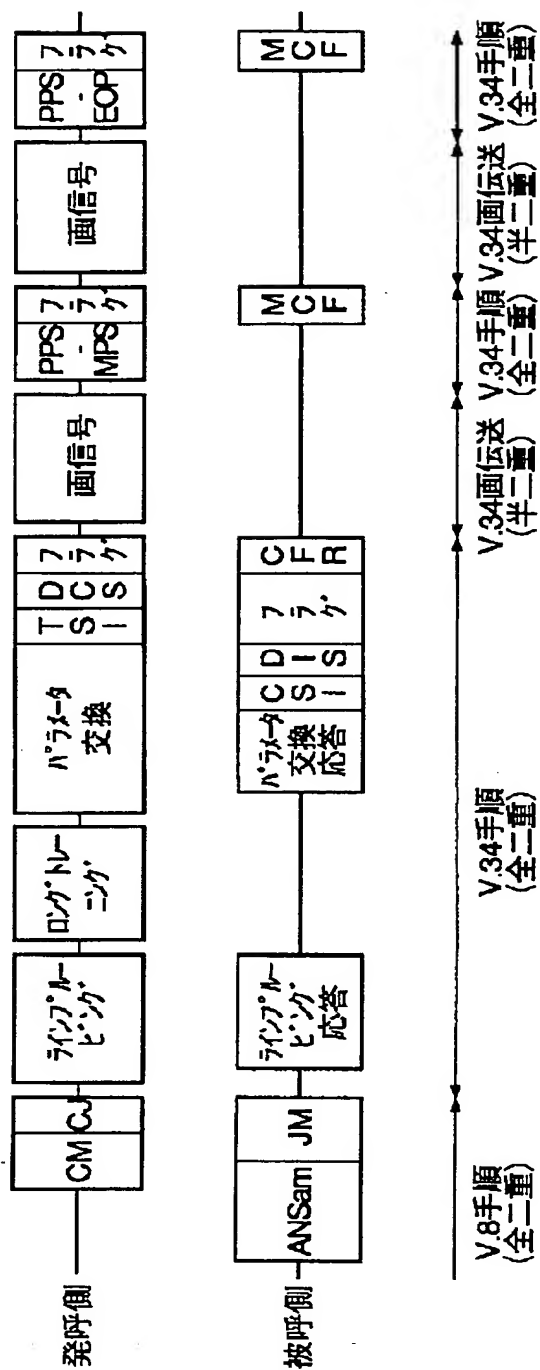 発呼側
CM
CJ
ラインプルー
ビング
ロングトレー
ニング
パラメータ
交換
TSI
DCS
フラグ
画信号
PPS
-
MPS
フラグ
画信号
PPS
-
EOP
フラグ
被呼側
ANSam
JM
ラインプルー
ビング
応答
パラメータ
交換
応答
CSI
DIS
フラグ
CFR
MCF
MCF
V.8手順
(全二重)
V.34手順
(全二重)
V.34画伝送
(半二重)
V.34手順
(全二重)
V.34画伝送
(半二重)
V.34手順
(全二重)